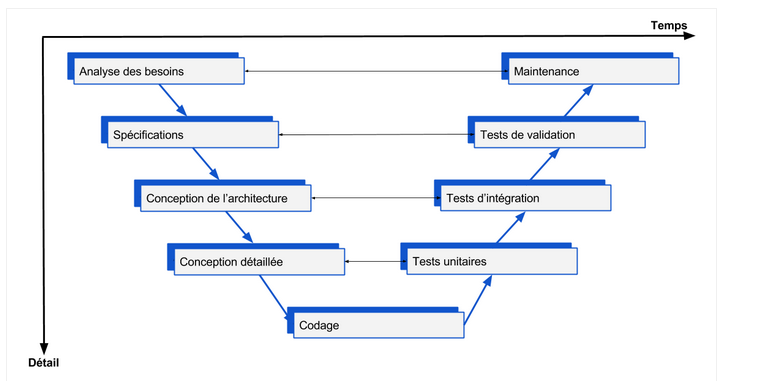 Temps
Analyse des besoins
Maintenance
Spécifications
Tests de validation
Conception de l'architecture
Tests d'intégration
Conception détaillée
Tests unitaires
Codage
Détail